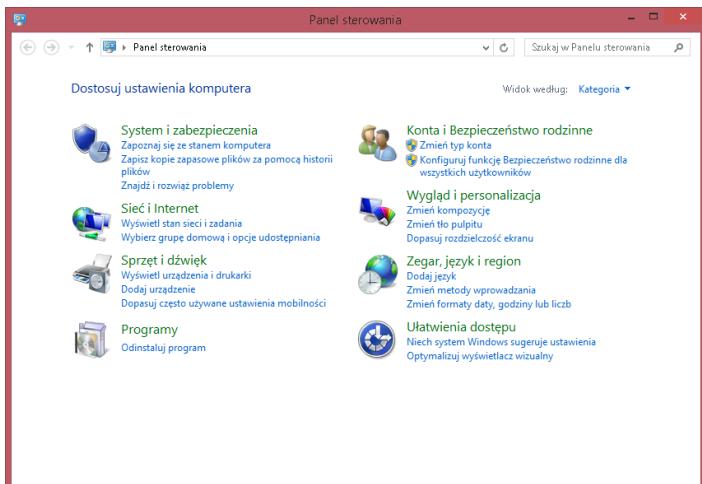 Panel sterowania
Panel sterowania
Szukaj w Panelu sterowania
Dostosuj ustawienia komputera
Widok według: Kategoria
System i zabezpieczenia
Zapoznaj się ze stanem komputera
Zapisz kopie zapasowe plików za pomocą historii
plików
Znajdź i rozwiąż problemy
Sieć i Internet
Wyświetl stan sieci i zadania
Wybierz grupę domową i opcje udostępniania
Sprzęt i dźwięk
Wyświetl urządzenia i drukarki
Dodaj urządzenie
Dopasuj często używane ustawienia mobilności
Programy
Odinstaluj program
Konta i Bezpieczeństwo rodzinne
Zmień typ konta
Konfiguruj funkcję Bezpieczeństwo rodzinne dla
wszystkich użytkowników
Wygląd i personalizacja
Zmień kompozycję
Zmień tło pulpitu
Dopasuj rozdzielczość ekranu
Zegar, język i region
Dodaj język
Zmień metody wprowadzania
Zmień formaty daty, godziny lub liczb
Ułatwienia dostępu
Niech system Windows sugeruje ustawienia
Optymalizuj wyświetlacz wizualny